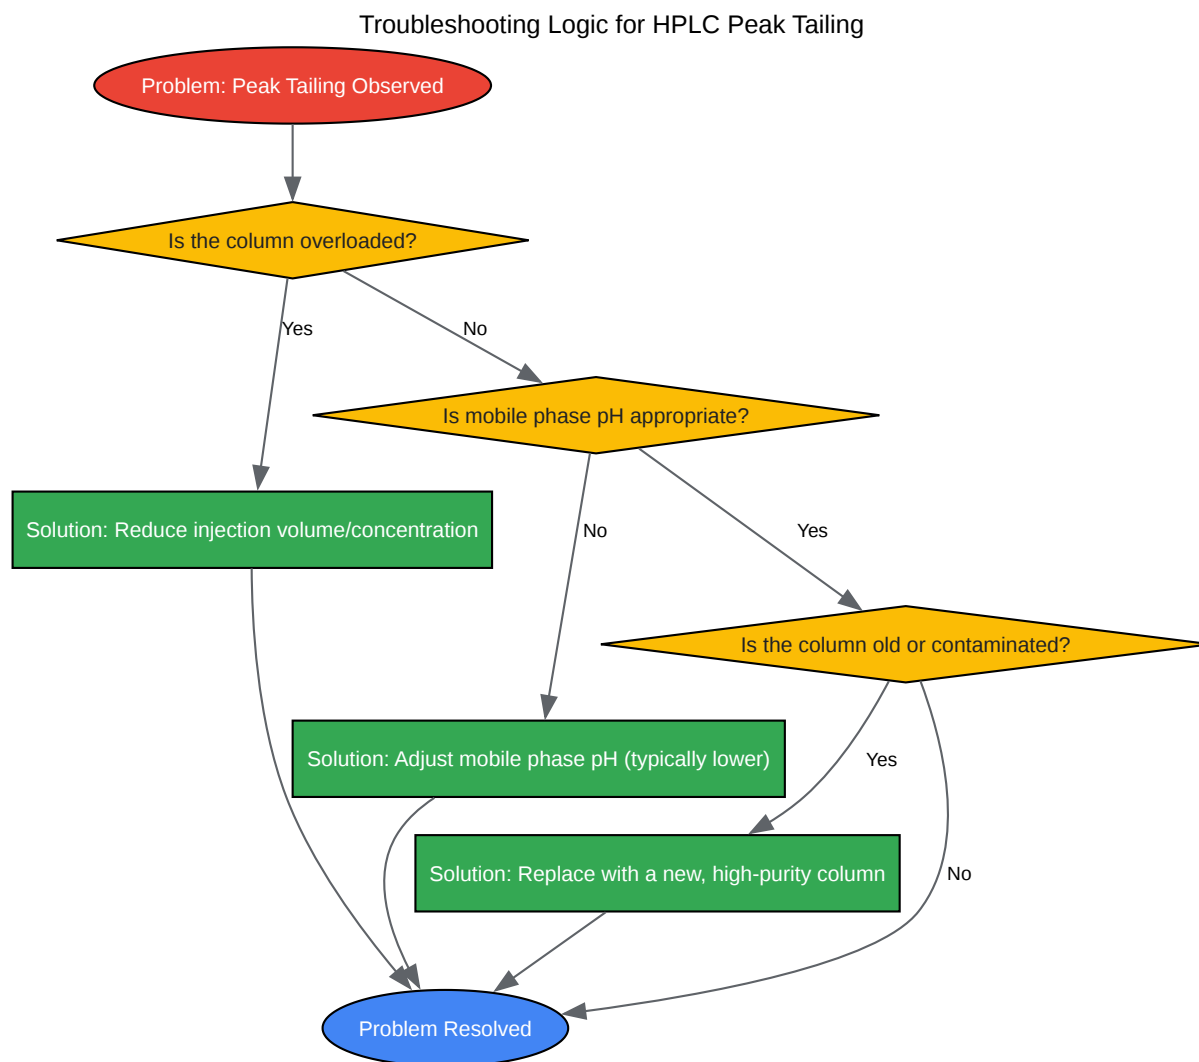 Troubleshooting Logic for HPLC Peak Tailing
Problem: Peak Tailing Observed
Is the column overloaded?
Yes
No
Is mobile phase pH appropriate?
Solution: Reduce injection volume/concentration
No
Yes
Is the column old or contaminated?
Solution: Adjust mobile phase pH (typically lower)
Yes
Solution: Replace with a new, high-purity column
No
Problem Resolved